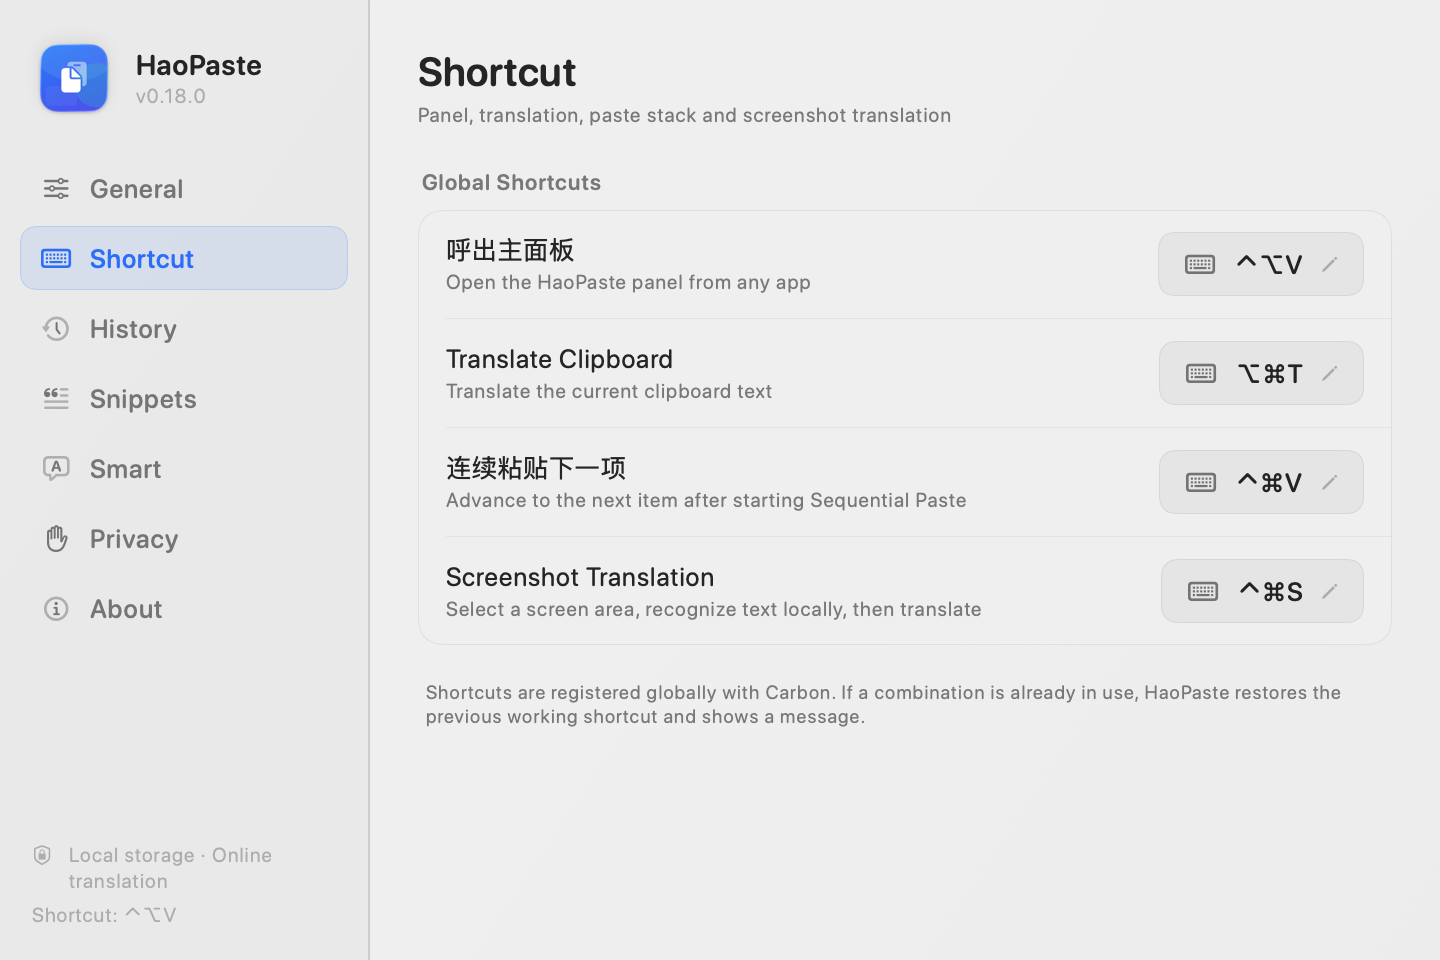 HaoPaste
v0.18.0
General
Shortcut
History
Snippets
Smart
Privacy
About
Local storage · Online
translation
Shortcut: ⌃⌥V
Shortcut
Panel, translation, paste stack and screenshot translation
Global Shortcuts
呼出主面板
Open the HaoPaste panel from any app
⌃⌥V
Translate Clipboard
Translate the current clipboard text
⌥⌘T
连续粘贴下一项
Advance to the next item after starting Sequential Paste
⌃⌘V
Screenshot Translation
Select a screen area, recognize text locally, then translate
⌃⌘S
Shortcuts are registered globally with Carbon. If a combination is already in use, HaoPaste restores the
previous working shortcut and shows a message.